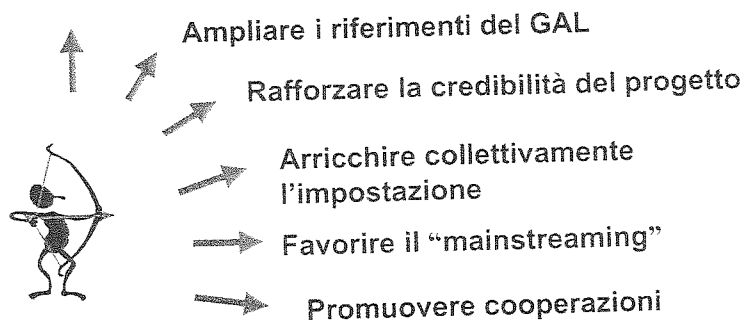 Ampliare i riferimenti del GAL
Rafforzare la credibilità del progetto
Arricchire collettivamente
l'impostazione
Favorire il “mainstreaming”
Promuovere cooperazioni